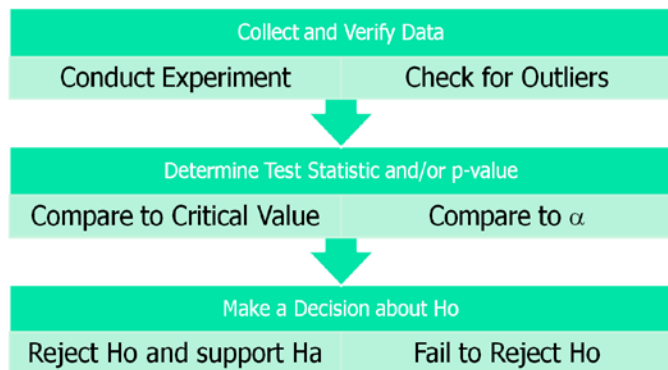 Collect and Verify Data
Conduct Experiment
Check for Outliers
Determine Test Statistic and/or p-value
Compare to Critical Value
Compare to α
Make a Decision about Ho
Reject Ho and support Ha
Fail to Reject Ho